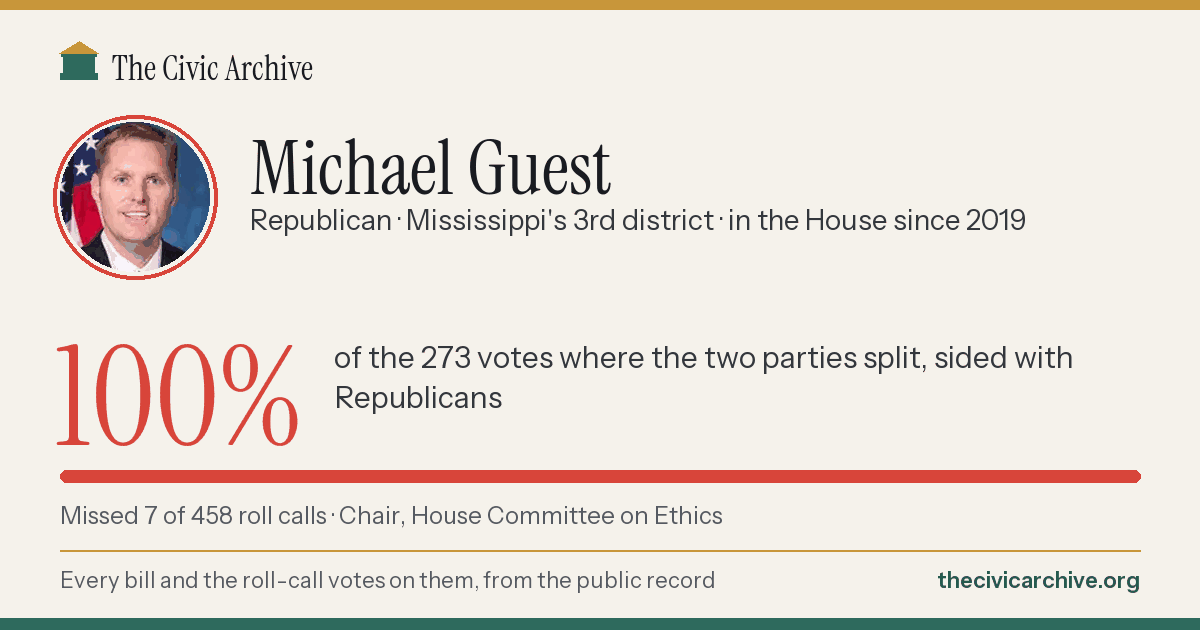 The Civic Archive
Michael Guest
Republican · Mississippi's 3rd district · in the House since 2019
100%
of the 273 votes where the two parties split, sided with
Republicans
Missed 7 of 458 roll calls · Chair, House Committee on Ethics
Every bill and the roll-call votes on them, from the public record
thecivicarchive.org